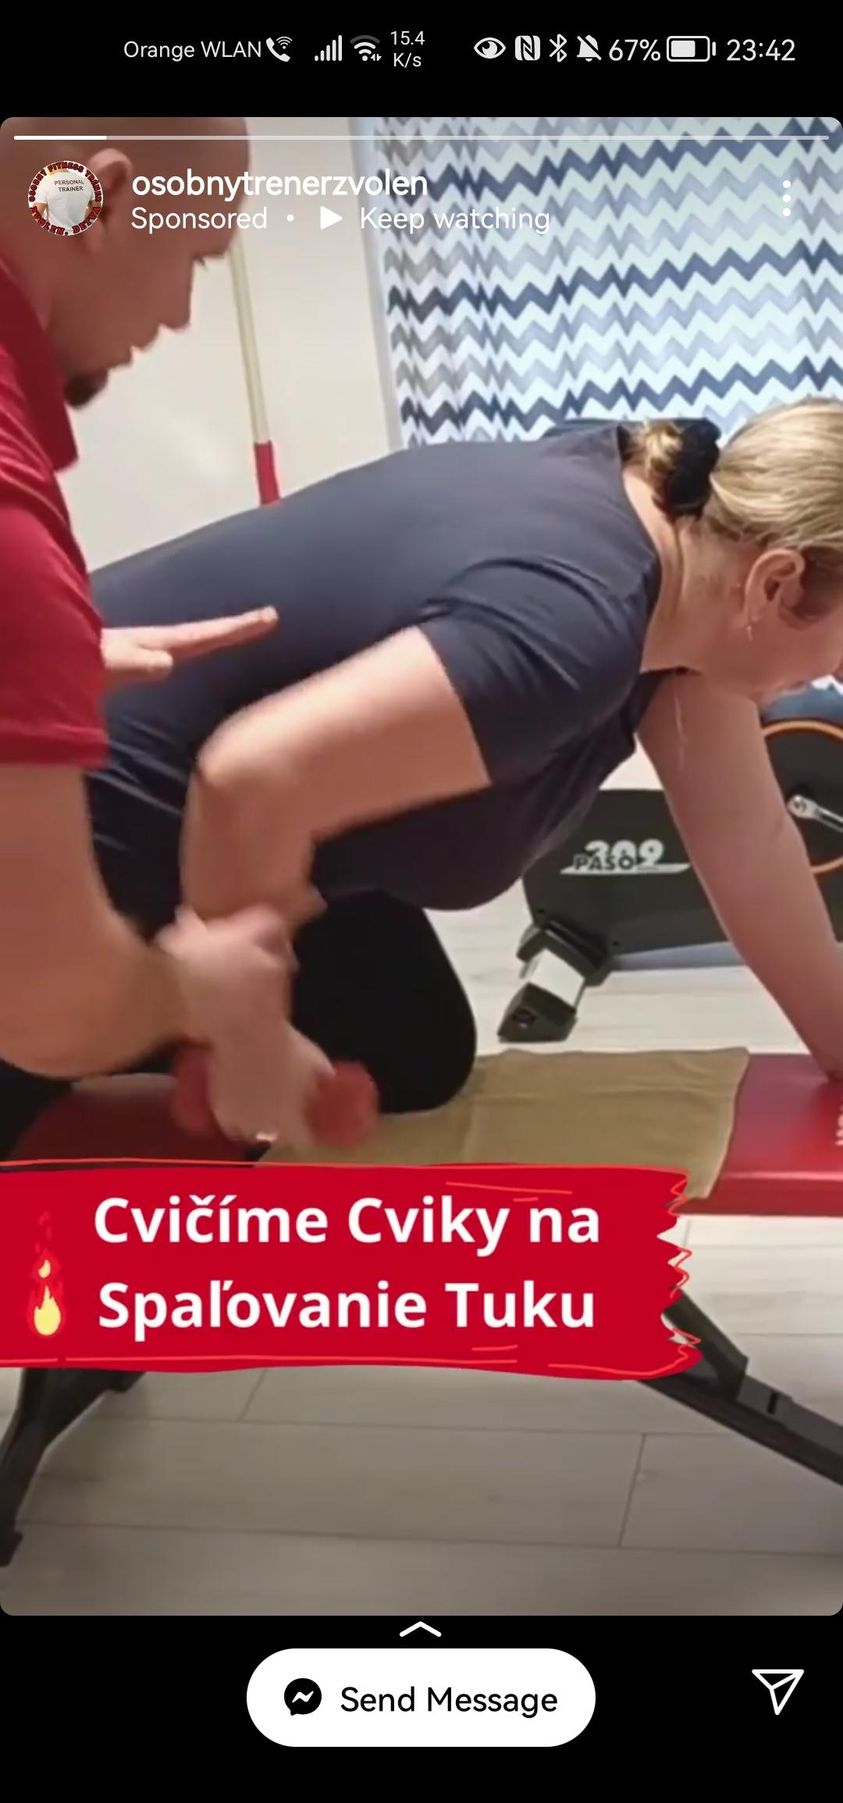 Orange WLAN
15.4
K/s
67%
23:42
PERSONAL
TRAINER
osobnytrenerzvolen
Sponsored • Keep watching
309
PASO
Cvičíme Cviky na
Spaľovanie Tuku
Send Message